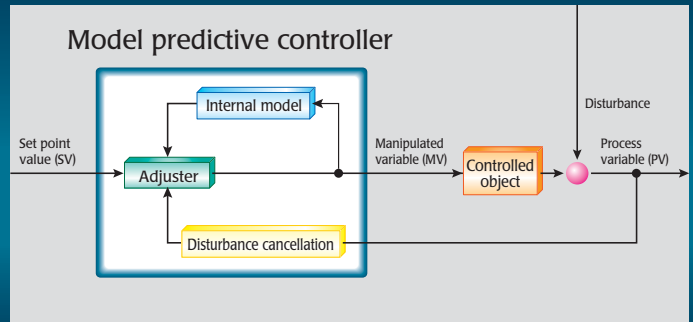 Model predictive controller
Internal model
Disturbance
Set point
value (SV)
Manipulated
variable (MV)
Process
variable (PV)
Adjuster
Controlled
object
Disturbance cancellation